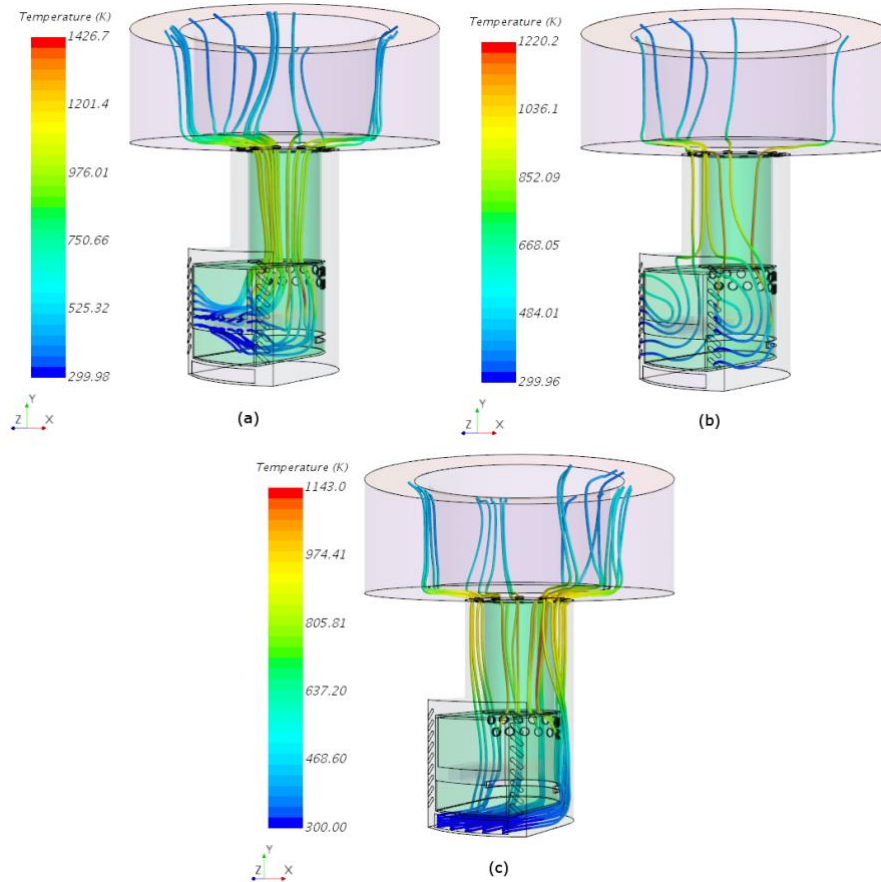 Temperature (K)
1426.7
1201.4
976.01
750.66
525.32
299.98
Y
Z
X
(a)
Temperature (K)
1220.2
1036.1
852.09
668.05
484.01
299.96
Y
Z
X
(b)
Temperature (K)
1143.0
974.41
805.81
637.20
468.60
300.00
Y
Z
X
(c)